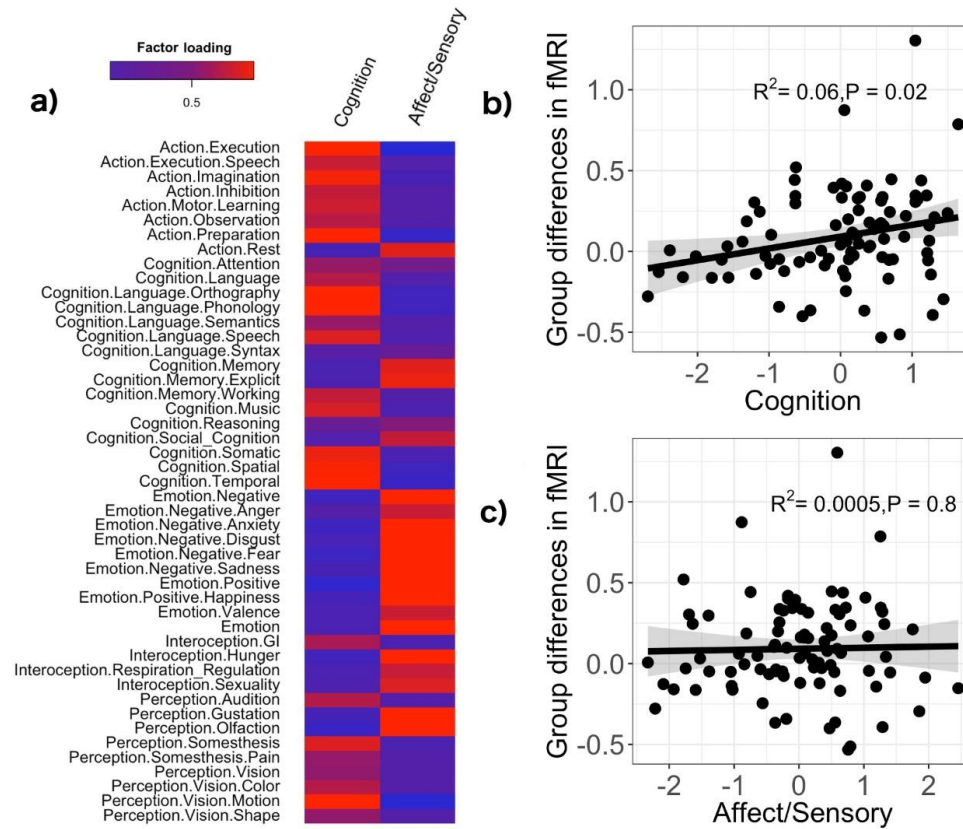 a)
Factor loading
0.5
Cognition
Affect/Sensory
Action.Execution
Action.Execution.Speech
Action.Imagination
Action.Inhibition
Action.Motor.Learning
Action.Observation
Action.Preparation
Action.Rest
Cognition.Attention
Cognition.Language
Cognition.Language.Orthography
Cognition.Language.Phonology
Cognition.Language.Semantics
Cognition.Language.Speech
Cognition.Language.Syntax
Cognition.Memory
Cognition.Memory.Explicit
Cognition.Memory.Working
Cognition.Music
Cognition.Reasoning
Cognition.Social_Cognition
Cognition.Somatic
Cognition.Spatial
Cognition.Temporal
Emotion.Negative
Emotion.Negative.Anger
Emotion.Negative.Anxiety
Emotion.Negative.Disgust
Emotion.Negative.Fear
Emotion.Negative.Sadness
Emotion.Positive
Emotion.Positive.Happiness
Emotion.Valence
Emotion
Interoception.GI
Interoception.Hunger
Interoception.Respiration_Regulation
Interoception.Sexuality
Perception.Audition
Perception.Gustation
Perception.Olfaction
Perception.Somesthesis
Perception.Somesthesis.Pain
Perception.Vision
Perception.Vision.Color
Perception.Vision.Motion
Perception.Vision.Shape
b)
Group differences in fMRI
1.0
0.5
0.0
-0.5
R²= 0.06,P = 0.02
-2 -1 0 1
Cognition
c)
Group differences in fMRI
1.0
0.5
0.0
-0.5
R²= 0.0005,P = 0.8
-2 -1 0 1 2
Affect/Sensory